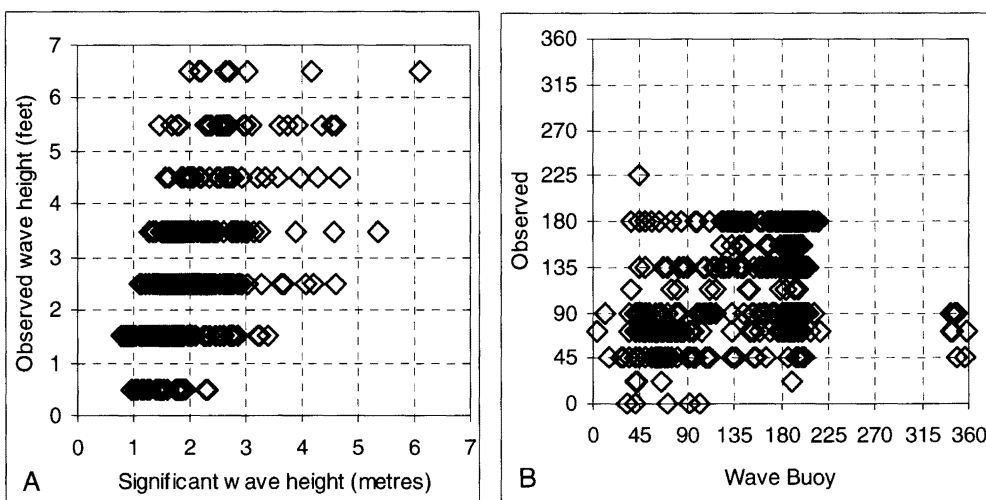 Observed wave height (feet)
7
6
5
4
3
2
1
0
0 1 2 3 4 5 6 7
A
Significant wave height (metres)
Observed
360
315
270
225
180
135
90
45
0
0 45 90 135 180 225 270 315 360
B
Wave Buoy